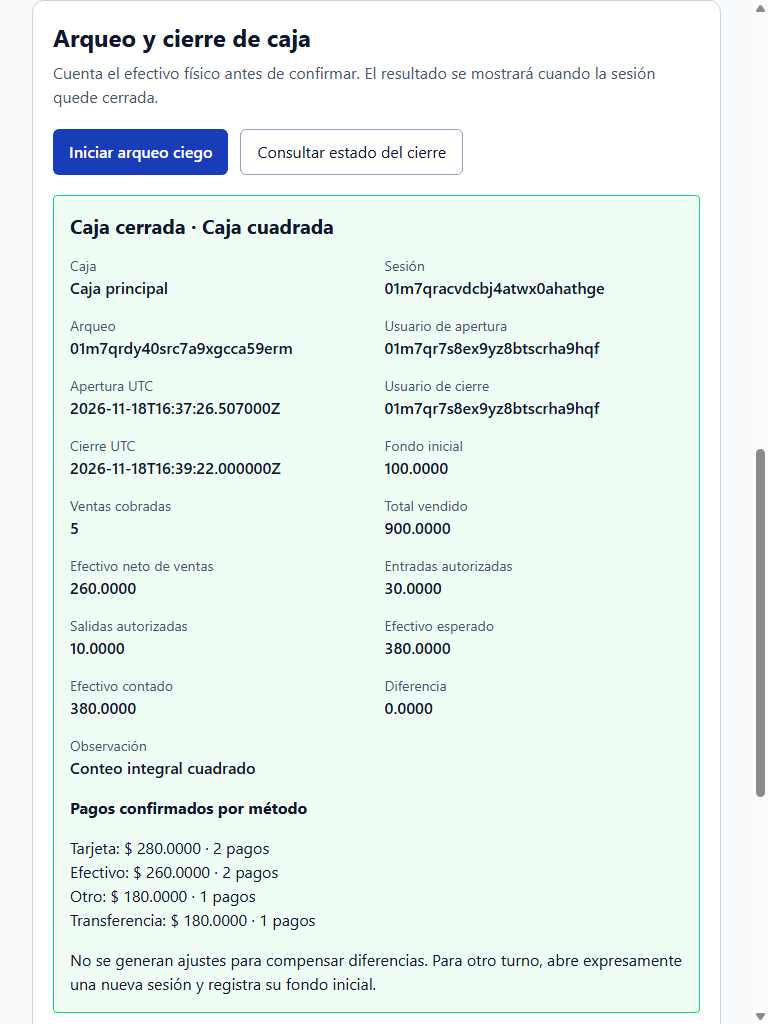 Arqueo y cierre de caja
Cuenta el efectivo físico antes de confirmar. El resultado se mostrará cuando la sesión
quede cerrada.
Iniciar arqueo ciego
Consultar estado del cierre
Caja cerrada · Caja cuadrada
Caja
Caja principal
Sesión
01m7qracvdcbj4atwx0ahathge
Arqueo
01m7qrdy40src7a9xgcca59erm
Usuario de apertura
01m7qr7s8ex9yz8btscrha9hqf
Apertura UTC
2026-11-18T16:37:26.507000Z
Usuario de cierre
01m7qr7s8ex9yz8btscrha9hqf
Cierre UTC
2026-11-18T16:39:22.000000Z
Fondo inicial
100.0000
Ventas cobradas
5
Total vendido
900.0000
Efectivo neto de ventas
260.0000
Entradas autorizadas
30.0000
Salidas autorizadas
10.0000
Efectivo esperado
380.0000
Efectivo contado
380.0000
Diferencia
0.0000
Observación
Conteo integral cuadrado
Pagos confirmados por método
Tarjeta: $ 280.0000 · 2 pagos
Efectivo: $ 260.0000 · 2 pagos
Otro: $ 180.0000 · 1 pagos
Transferencia: $ 180.0000 · 1 pagos
No se generan ajustes para compensar diferencias. Para otro turno, abre expresamente
una nueva sesión y registra su fondo inicial.